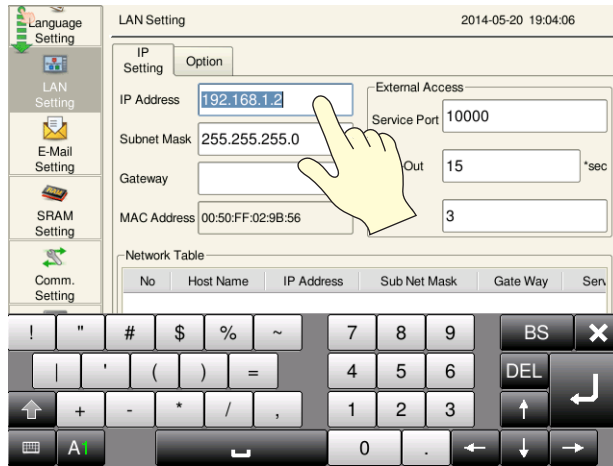 LAN Setting 2014-05-20 19:04:06
Language
Setting
LAN
Setting
E-Mail
Setting
SRAM
Setting
Comm.
Setting
IP
Setting
Option
IP Address 192.168.1.2
Subnet Mask 255.255.255.0
Gateway
MAC Address 00:50:FF:02:9B:56
External Access
Service Port 10000
Out 15 *sec
3
Network Table
No Host Name IP Address Sub Net Mask Gate Way Serv
! " # $ % ~ 7 8 9 BS
| ' ( ) = 4 5 6 DEL
+ - * / , 1 2 3
A1 0 .